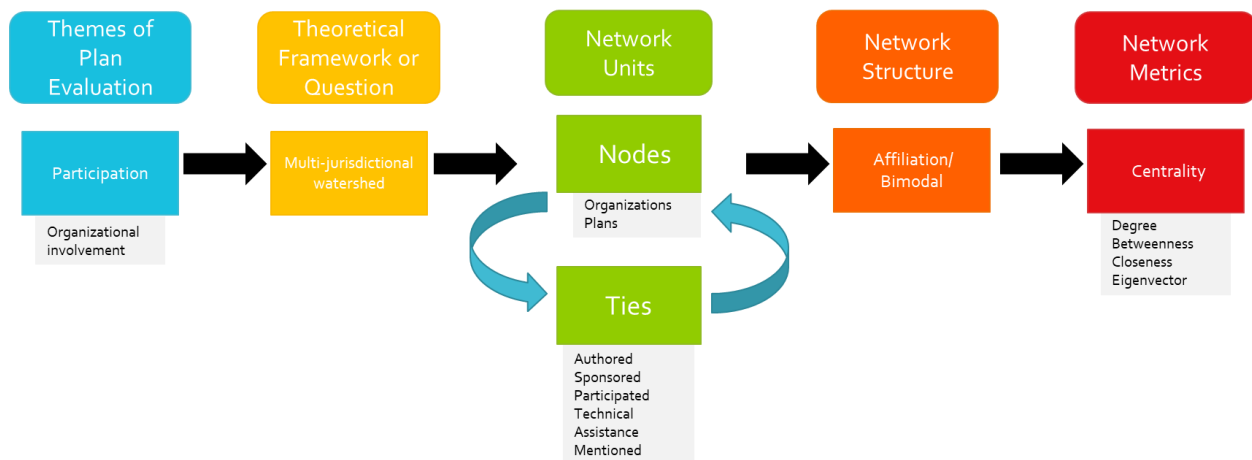 Themes of
Plan
Evaluation
Theoretical
Framework or
Question
Network
Units
Network
Structure
Network
Metrics
Participation
Organizational
involvement
Multi-jurisdictional
watershed
Nodes
Organizations
Plans
Ties
Authored
Sponsored
Participated
Technical
Assistance
Mentioned
Affiliation/
Bimodal
Centrality
Degree
Betweenness
Closeness
Eigenvector